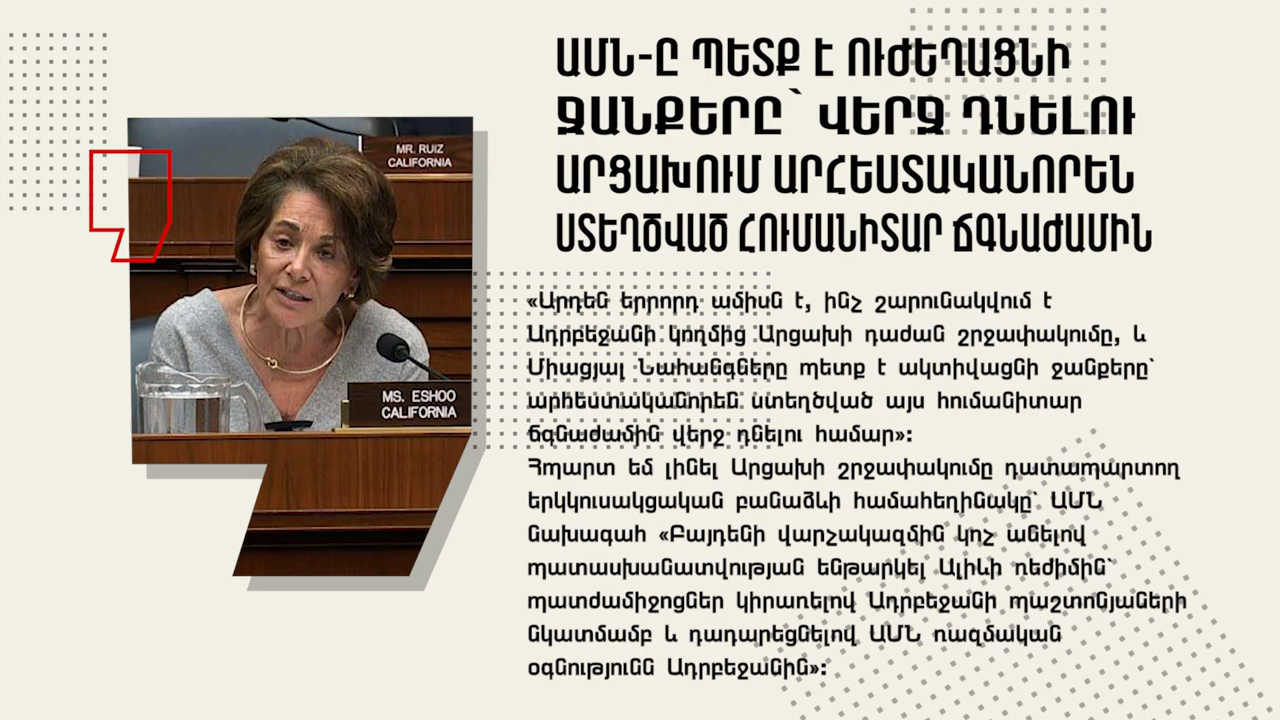 MR. RUIZ
CALIFORNIA
MS. ESHOO
CALIFORNIA
ԱՄՆ-Ը ՊԵՏՔ Է ՈՒԺԵՂԱՑՆԻ
ՋԱՆՔԵՐԸ՝ ՎԵՐՋ ԴՆԵԼՈՒ
ԱՐՑԱԽՈՒՄ ԱՐՀԵՍՏԱԿԱՆՈՐԵՆ
ՍՏԵՂԾՎԱԾ ՀՈՒՄԱՆԻՏԱՐ ՃԳՆԱԺԱՄԻՆ
«Արդեն երրորդ ամիսն է, ինչ շարունակվում է
Ադրբեջանի կողմից Արցախի դաժան շրջափակումը, և
Միացյալ Նահանգները պետք է ակտիվացնի ջանքերը՝
արհեստականորեն ստեղծված այս հումանիտար
ճգնաժամին վերջ դնելու համար»:
Հպարտ եմ լինել Արցախի շրջափակումը դատապարտող
երկկուսակցական բանաձևի համահեղինակը՝ ԱՄՆ
նախագահ «Բայդենի վարչակազմին կոչ անելով
պատասխանատվության ենթարկել Ալիևի ռեժիմին՝
պատժամիջոցներ կիրառելով Ադրբեջանի պաշտոնյաների
նկատմամբ և դադարեցնելով ԱՄՆ ռազմական
օգնությունն Ադրբեջանին»: